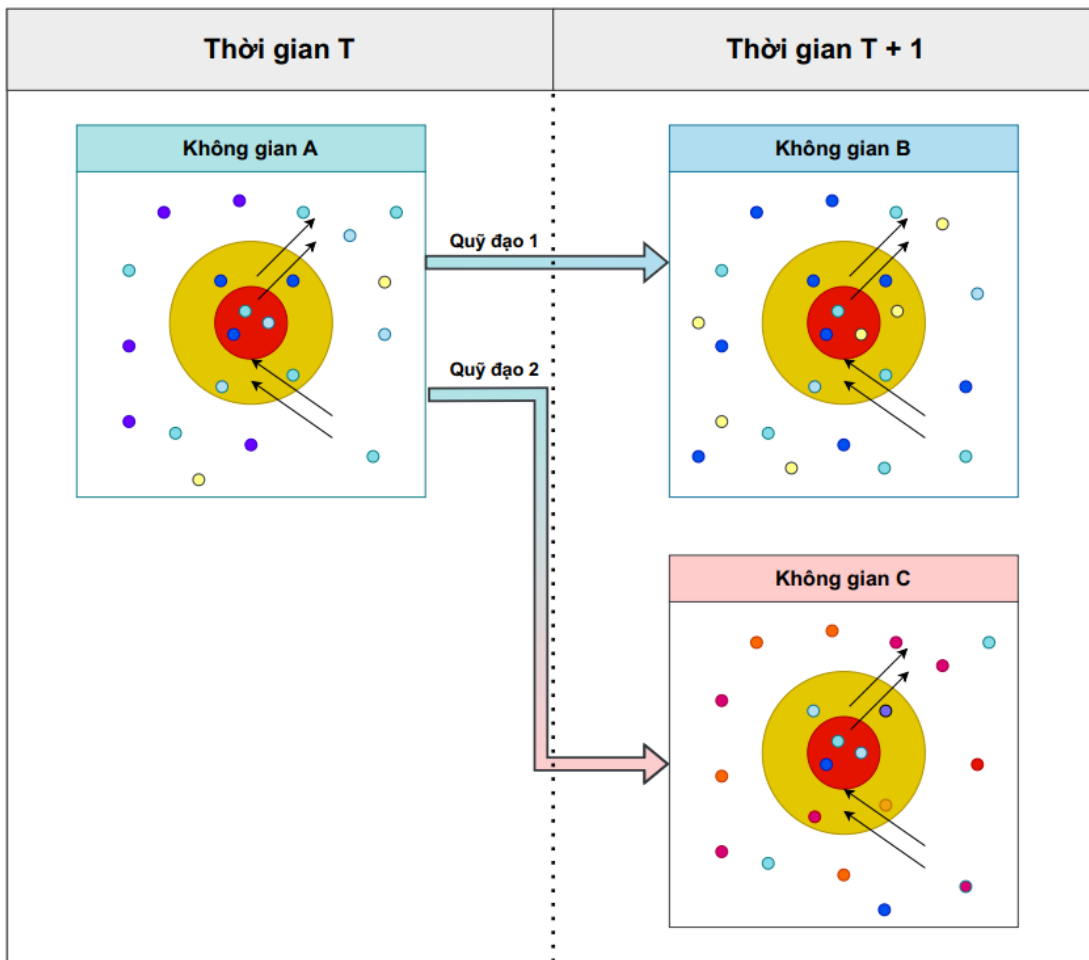 Thời gian T
Thời gian T + 1
Không gian A
Không gian B
Quỹ đạo 1
Quỹ đạo 2
Không gian C